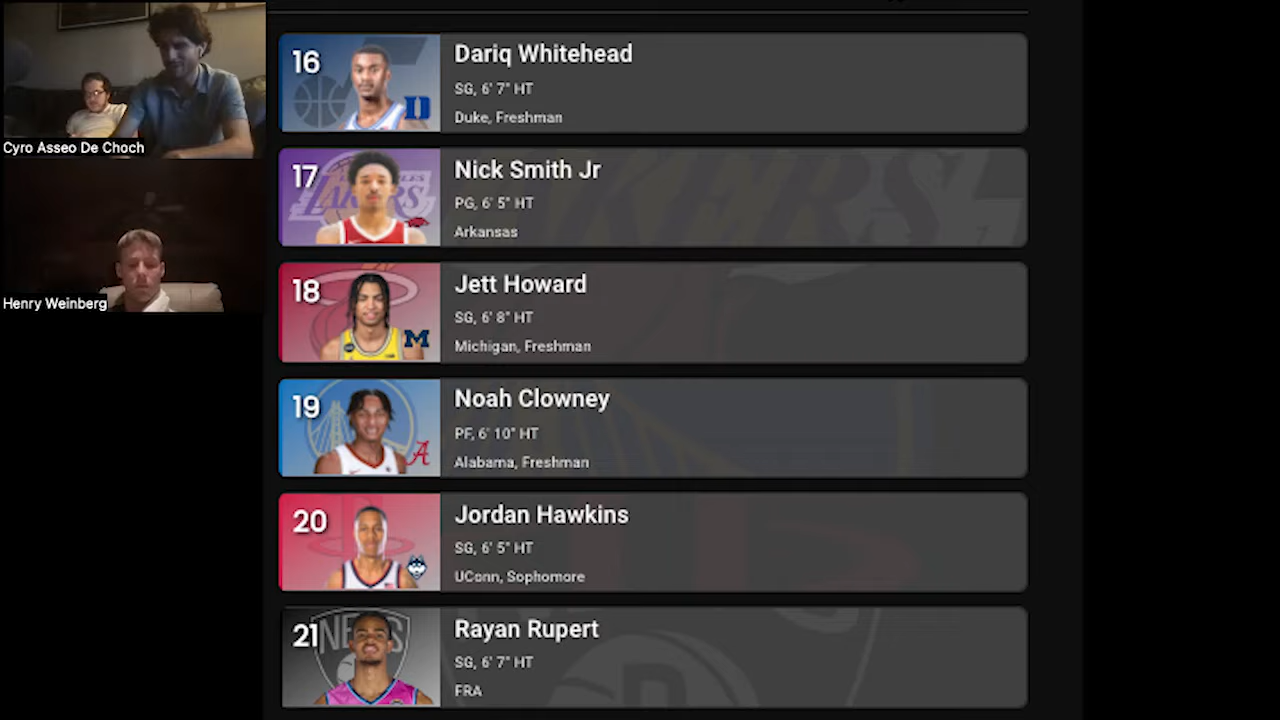 Cyro Asseo De Choch
Henry Weinberg
16
Dariq Whitehead
SG, 6' 7" HT
Duke, Freshman
17
LAKERS
Nick Smith Jr
PG, 6' 5" HT
Arkansas
18
Jett Howard
SG, 6' 8" HT
Michigan, Freshman
M
19
Noah Clowney
PF, 6' 10" HT
Alabama, Freshman
A
20
Jordan Hawkins
SG, 6' 5" HT
UConn, Sophomore
21
NETS
Rayan Rupert
SG, 6' 7" HT
FRA